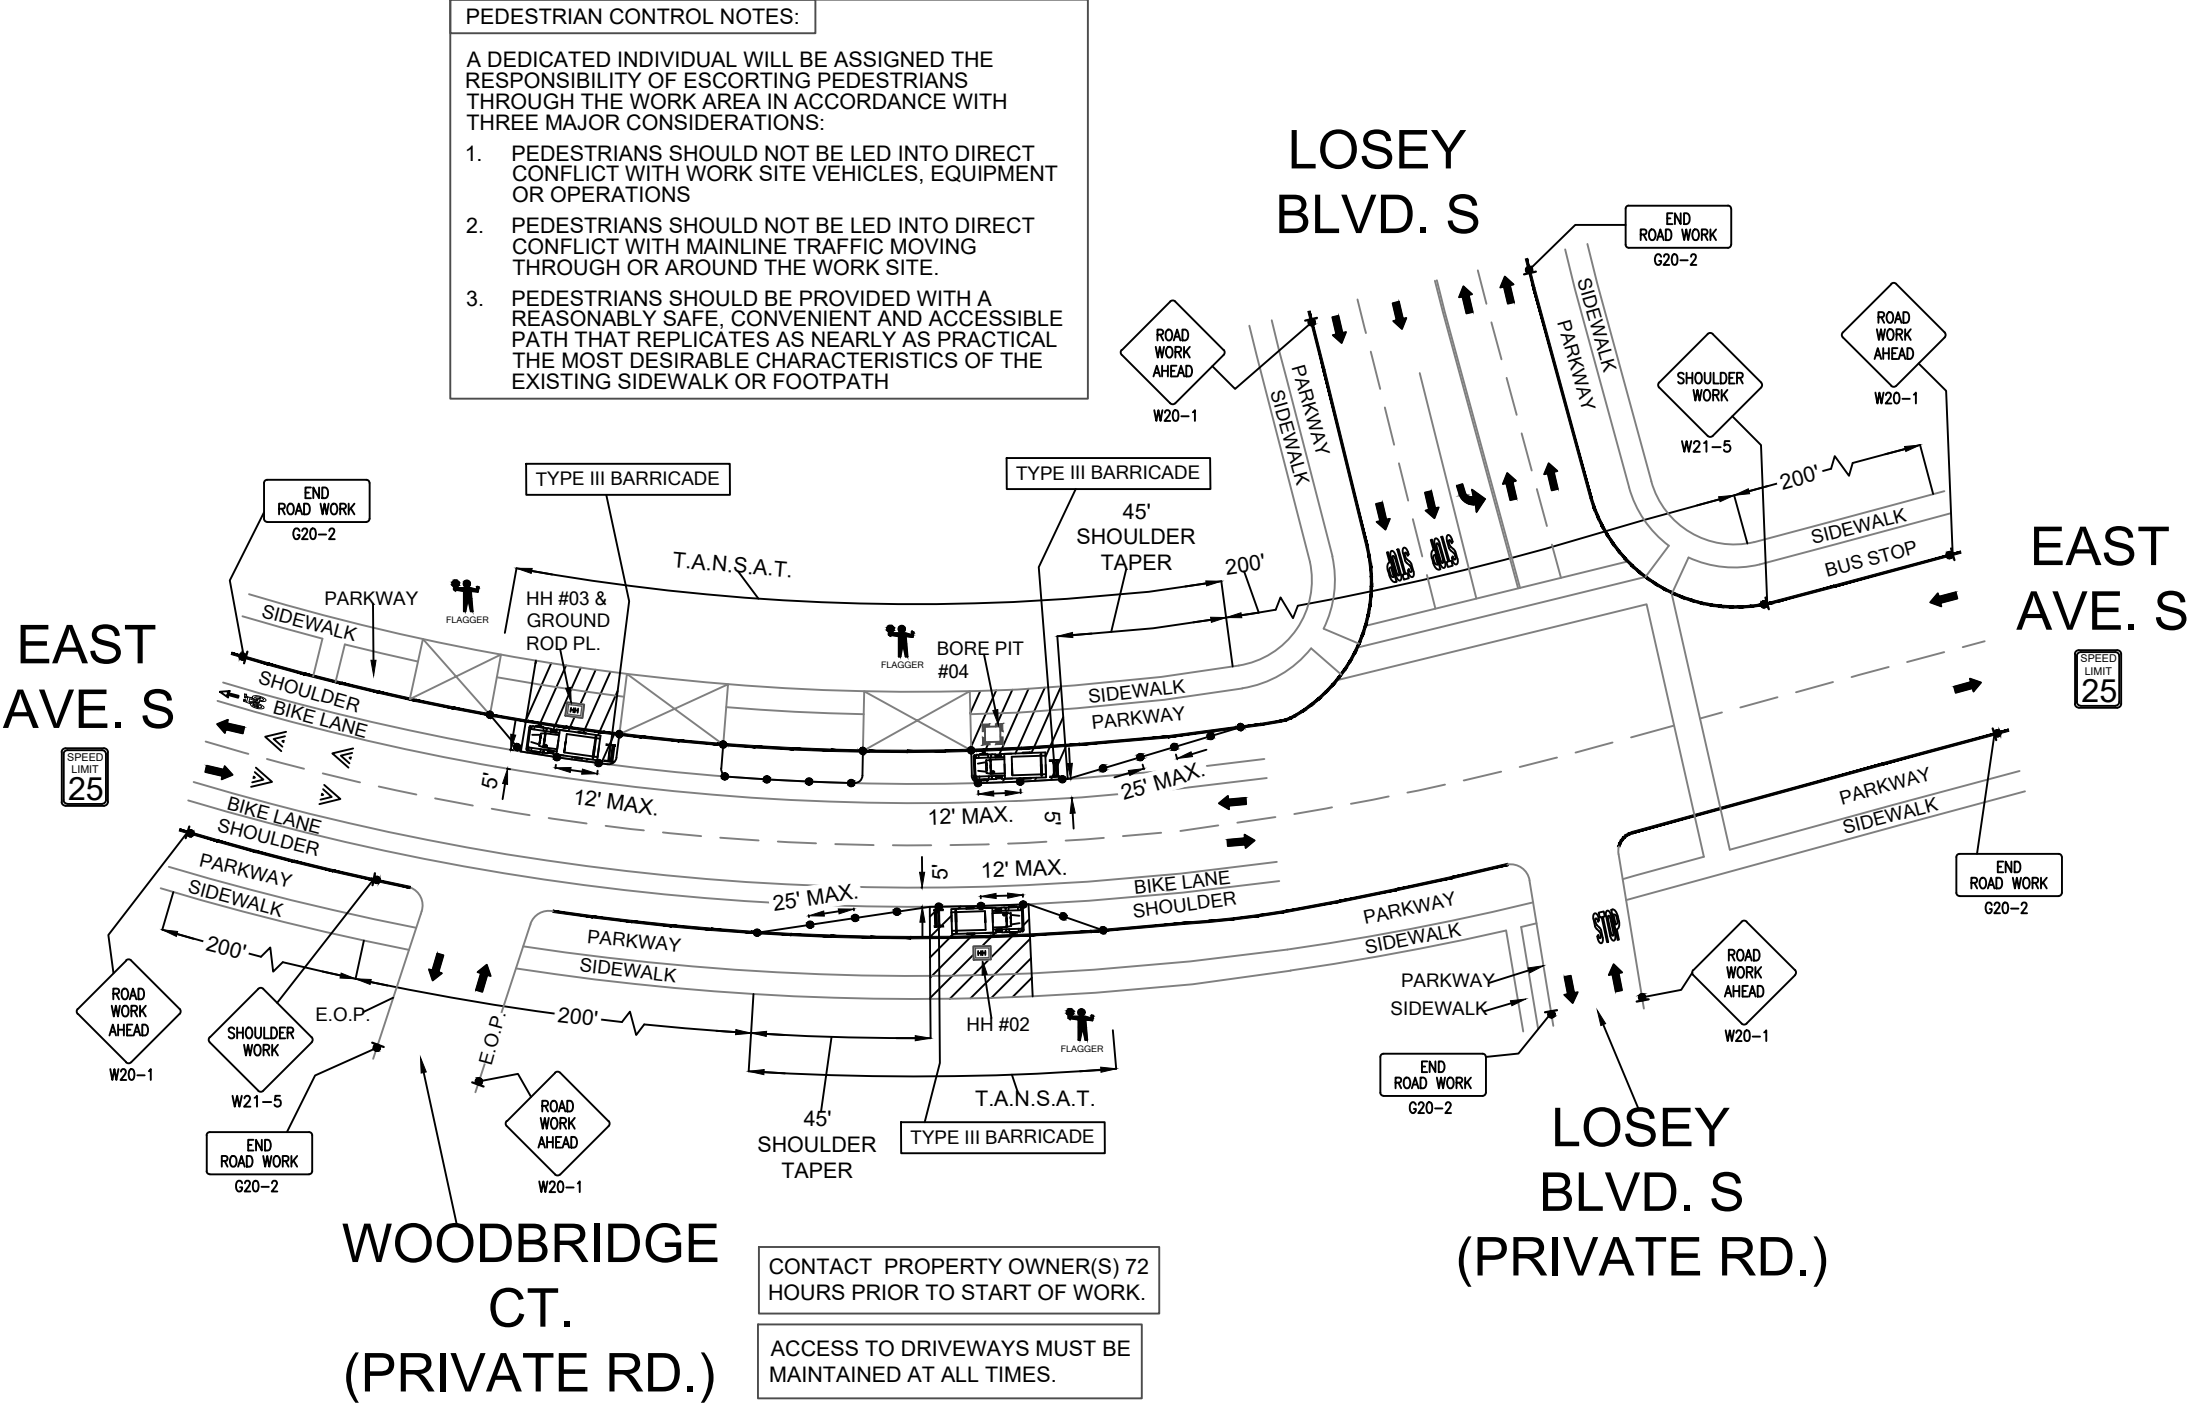 PEDESTRIAN CONTROL NOTES:
A DEDICATED INDIVIDUAL WILL BE ASSIGNED THE
RESPONSIBILITY OF ESCORTING PEDESTRIANS
THROUGH THE WORK AREA IN ACCORDANCE WITH
THREE MAJOR CONSIDERATIONS:
1. PEDESTRIANS SHOULD NOT BE LED INTO DIRECT
CONFLICT WITH WORK SITE VEHICLES, EQUIPMENT
OR OPERATIONS
2. PEDESTRIANS SHOULD NOT BE LED INTO DIRECT
CONFLICT WITH MAINLINE TRAFFIC MOVING
THROUGH OR AROUND THE WORK SITE.
3. PEDESTRIANS SHOULD BE PROVIDED WITH A
REASONABLY SAFE, CONVENIENT AND ACCESSIBLE
PATH THAT REPLICATES AS NEARLY AS PRACTICAL
THE MOST DESIRABLE CHARACTERISTICS OF THE
EXISTING SIDEWALK OR FOOTPATH
LOSEY
BLVD. S
END
ROAD WORK
G20-2
ROAD
WORK
AHEAD
W20-1
SIDEWALK
PARKWAY
SHOULDER
WORK
W21-5
ROAD
WORK
AHEAD
W20-1
PARKWAY
SIDEWALK
200'
SIDEWALK
BUS STOP
STOP
STOP
EAST
AVE. S
SPEED
LIMIT
25
END
ROAD WORK
G20-2
TYPE III BARRICADE
TYPE III BARRICADE
45'
SHOULDER
TAPER
200'
T.A.N.S.A.T.
PARKWAY
SIDEWALK
FLAGGER
HH #03 &
GROUND
ROD PL.
FLAGGER
BORE PIT
#04
SIDEWALK
PARKWAY
EAST
AVE. S
SPEED
LIMIT
25
SHOULDER
BIKE LANE
HH
5'
12' MAX.
12' MAX.
5'
25' MAX.
BIKE LANE
SHOULDER
PARKWAY
SIDEWALK
200'
ROAD
WORK
AHEAD
W20-1
SHOULDER
WORK
W21-5
E.O.P.
END
ROAD WORK
G20-2
E.O.P.
ROAD
WORK
AHEAD
W20-1
PARKWAY
SIDEWALK
200'
25' MAX.
5'
12' MAX.
BIKE LANE
SHOULDER
HH
HH #02
FLAGGER
T.A.N.S.A.T.
45'
SHOULDER
TAPER
TYPE III BARRICADE
PARKWAY
SIDEWALK
PARKWAY
SIDEWALK
STOP
PARKWAY
SIDEWALK
END
ROAD WORK
G20-2
ROAD
WORK
AHEAD
W20-1
END
ROAD WORK
G20-2
LOSEY
BLVD. S
(PRIVATE RD.)
WOODBRIDGE
CT.
(PRIVATE RD.)
CONTACT PROPERTY OWNER(S) 72
HOURS PRIOR TO START OF WORK.
ACCESS TO DRIVEWAYS MUST BE
MAINTAINED AT ALL TIMES.